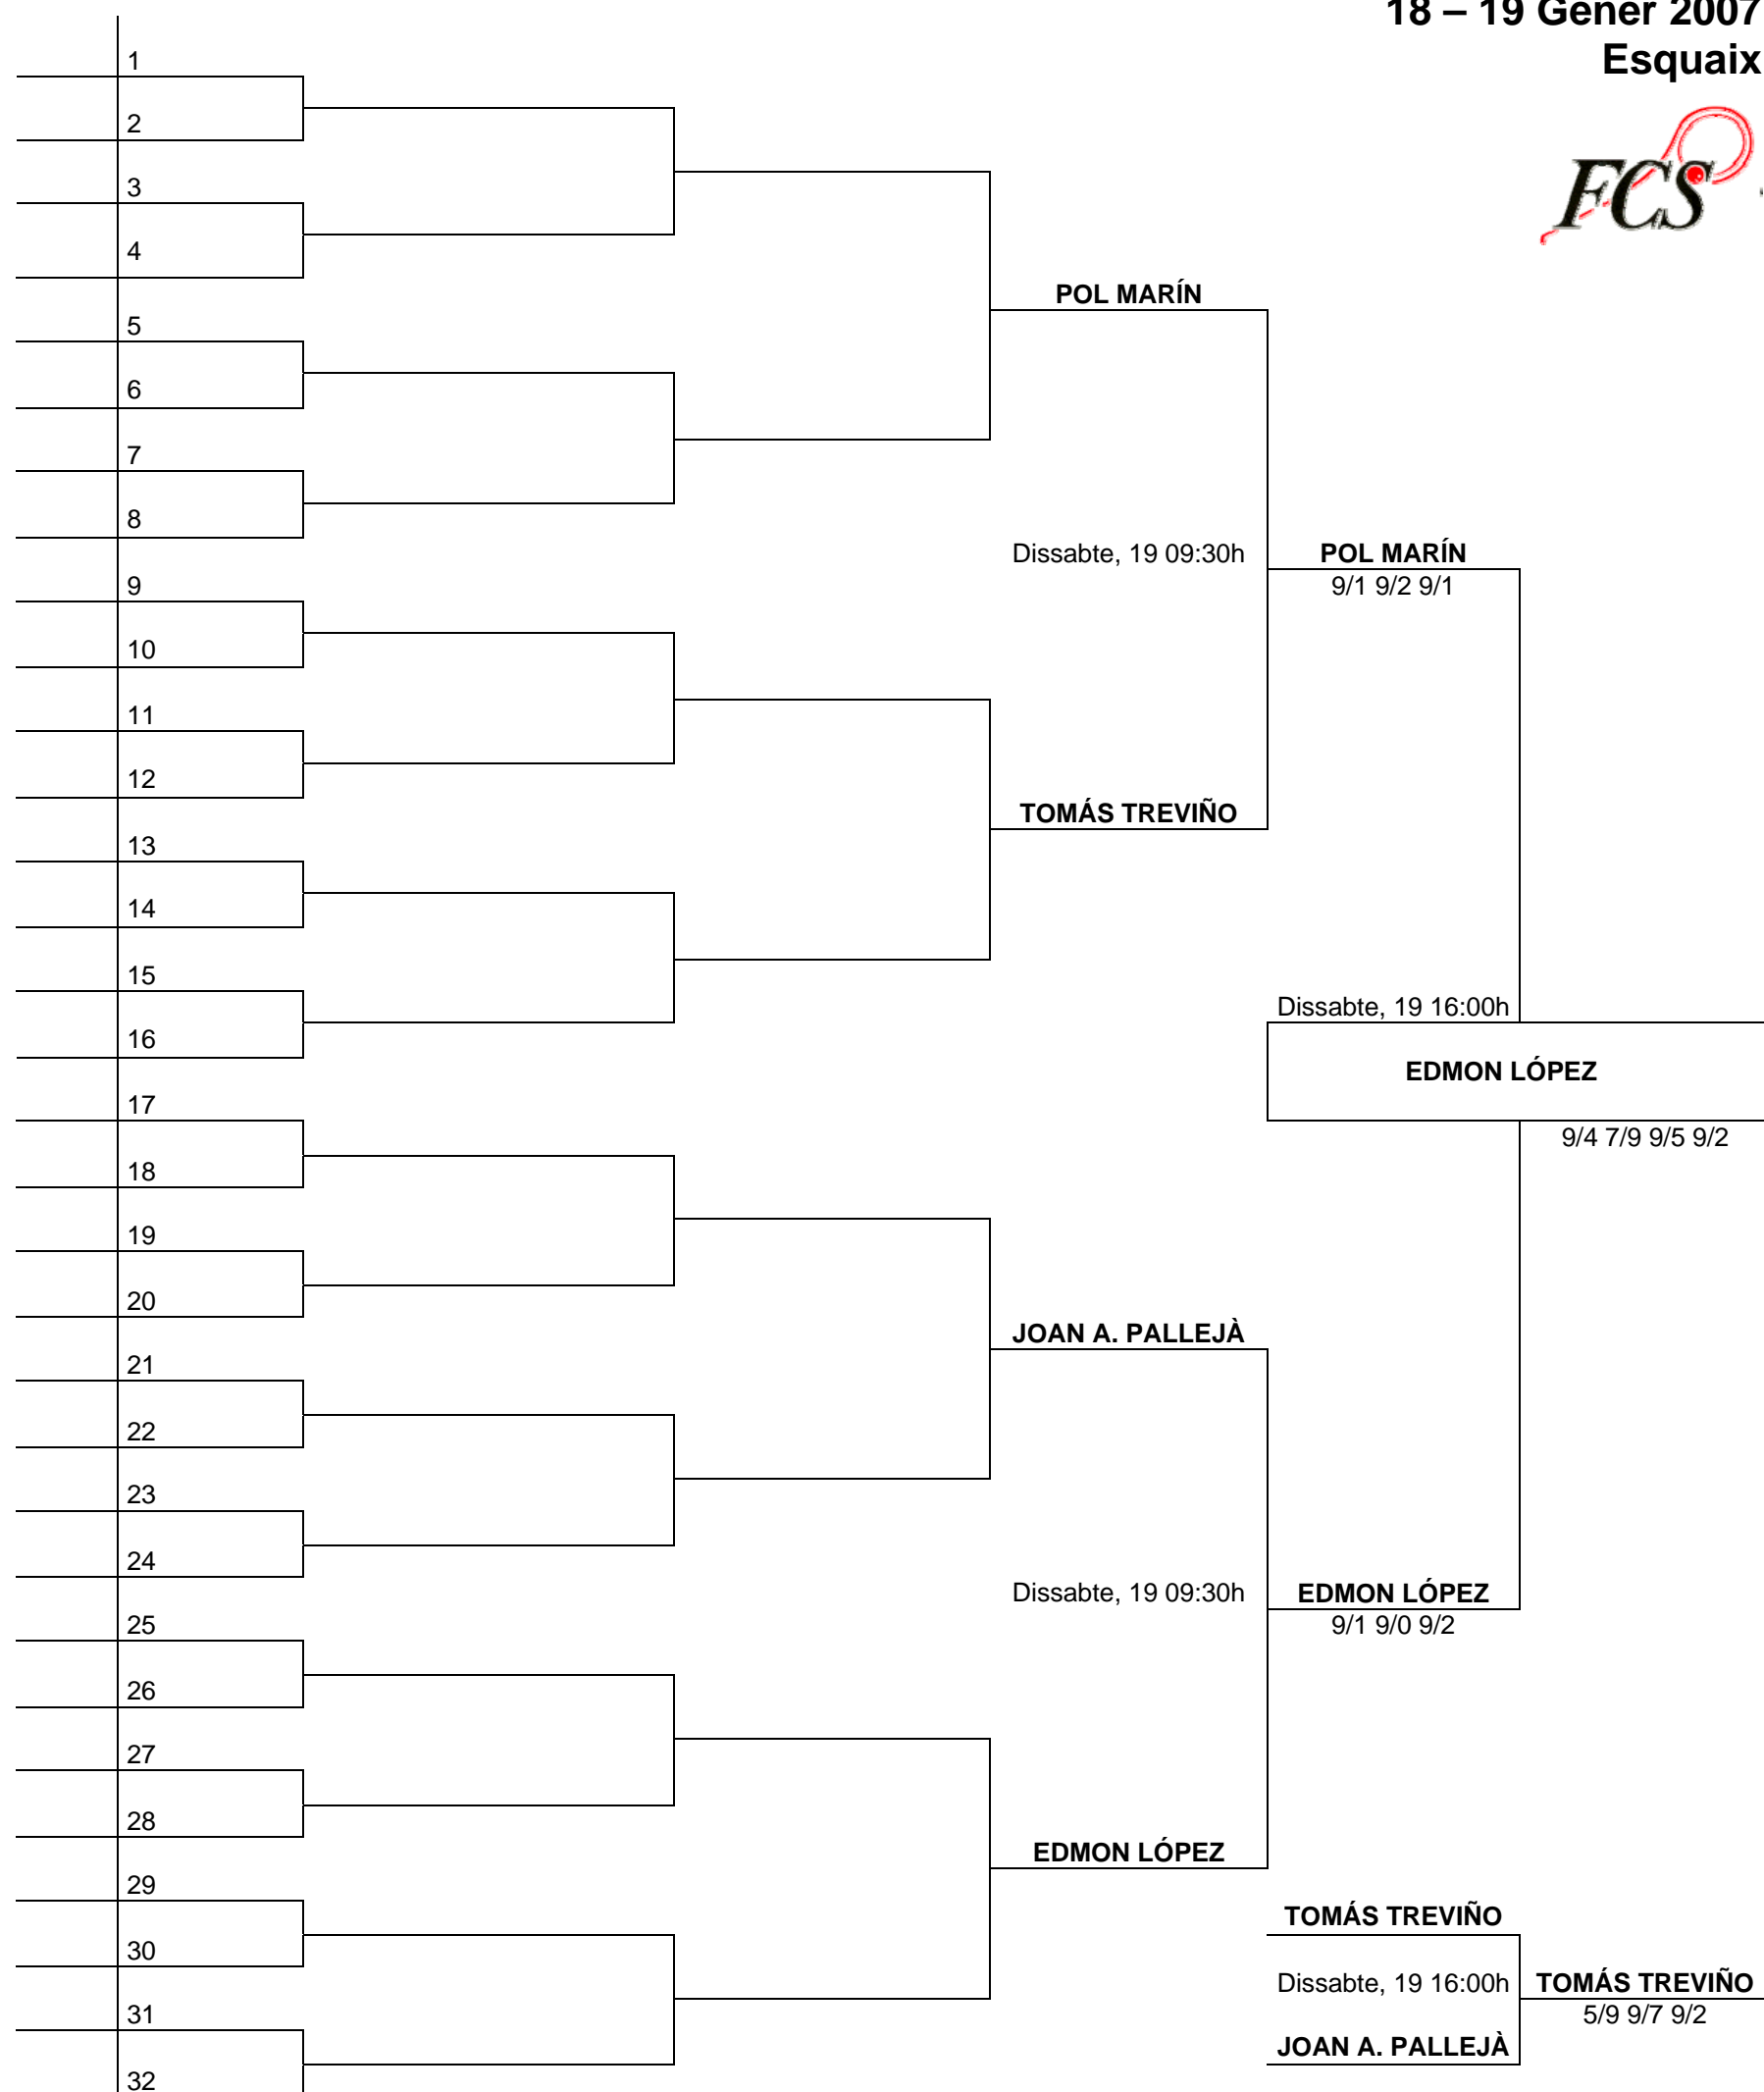 18 – 19 Gener 2007
Esquaix
FCS
1
2
3
4
5
6
7
8
9
10
11
12
13
14
15
16
17
18
19
20
21
22
23
24
25
26
27
28
29
30
31
32
POL MARÍN
Dissabte, 19 09:30h
TOMÁS TREVIÑO
JOAN A. PALLEJÀ
Dissabte, 19 09:30h
EDMON LÓPEZ
POL MARÍN
9/1 9/2 9/1
Dissabte, 19 16:00h
EDMON LÓPEZ
9/4 7/9 9/5 9/2
EDMON LÓPEZ
9/1 9/0 9/2
TOMÁS TREVIÑO
Dissabte, 19 16:00h
JOAN A. PALLEJÀ
TOMÁS TREVIÑO
5/9 9/7 9/2